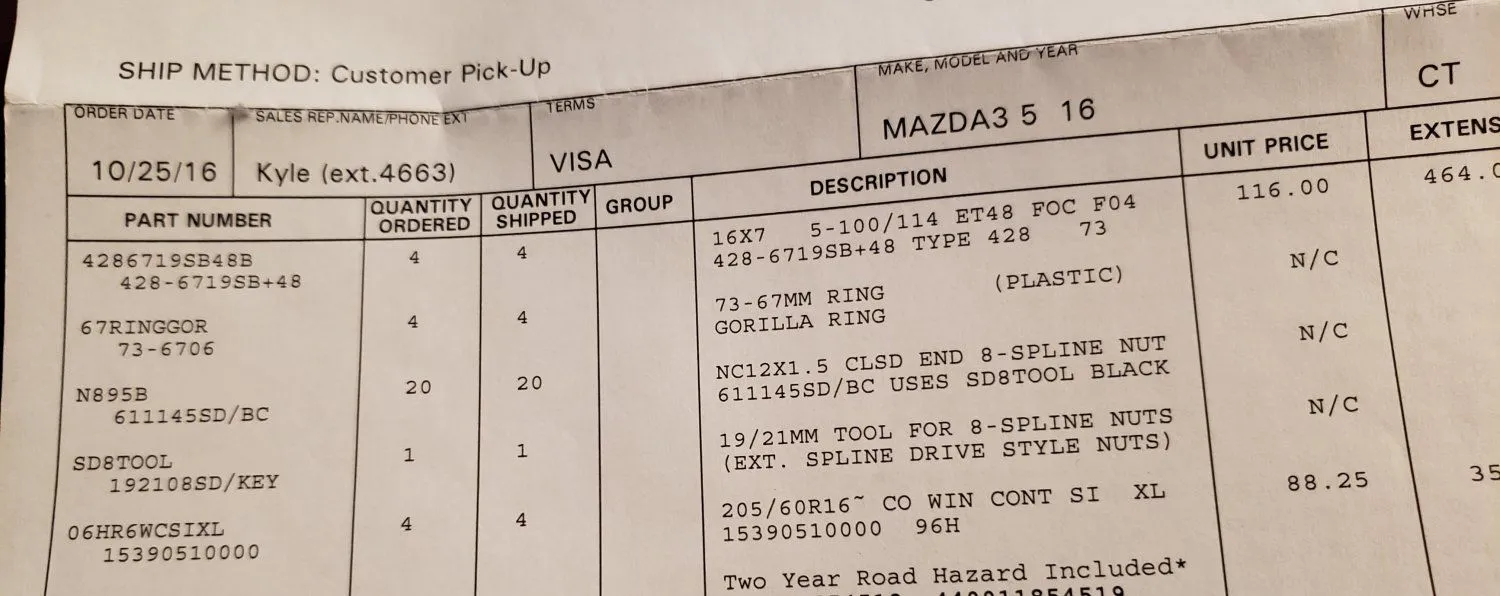 SHIP METHOD: Customer Pick-Up
ORDER DATE SALES REP.NAME/PHONE EXT TERMS MAKE, MODEL AND YEAR WHSE
10/25/16 Kyle (ext.4663) VISA MAZDA3 5 16 CT
PART NUMBER QUANTITY ORDERED QUANTITY SHIPPED GROUP DESCRIPTION UNIT PRICE EXTENS
4286719SB48B 4 4 16X7 5-100/114 ET48 FOC F04 116.00 464.0
428-6719SB+48 428-6719SB+48 TYPE 428 73
67RINGGOR 4 4 73-67MM RING (PLASTIC) N/C
73-6706 GORILLA RING
N895B 20 20 NC12X1.5 CLSD END 8-SPLINE NUT N/C
611145SD/BC 611145SD/BC USES SD8TOOL BLACK
SD8TOOL 1 1 19/21MM TOOL FOR 8-SPLINE NUTS N/C
192108SD/KEY (EXT. SPLINE DRIVE STYLE NUTS)
06HR6WCSIXL 4 4 205/60R16~ CO WIN CONT SI XL 88.25 35
15390510000 15390510000 96H
Two Year Road Hazard Included*